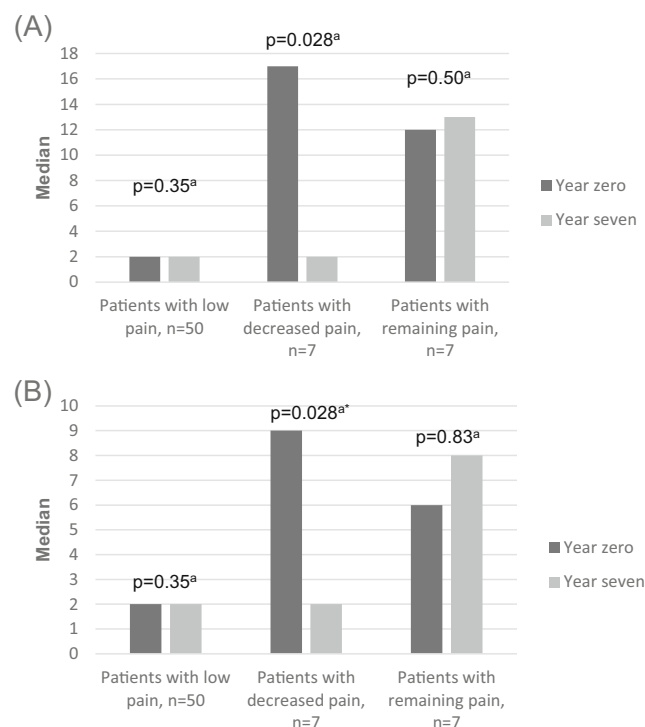 (A)
18
16
14
12
10
8
6
4
2
0
Median
p=0.35ᵃ
p=0.028ᵃ
p=0.50ᵃ
Patients with low
pain, n=50
Patients with
decreased pain,
n=7
Patients with
remaining pain,
n=7
Year zero
Year seven
(B)
10
9
8
7
6
5
4
3
2
1
0
Median
p=0.35ᵃ
p=0.028ᵃ*
p=0.83ᵃ
Patients with low
pain, n=50
Patients with
decreased pain,
n=7
Patients with
remaining pain,
n=7
Year zero
Year seven